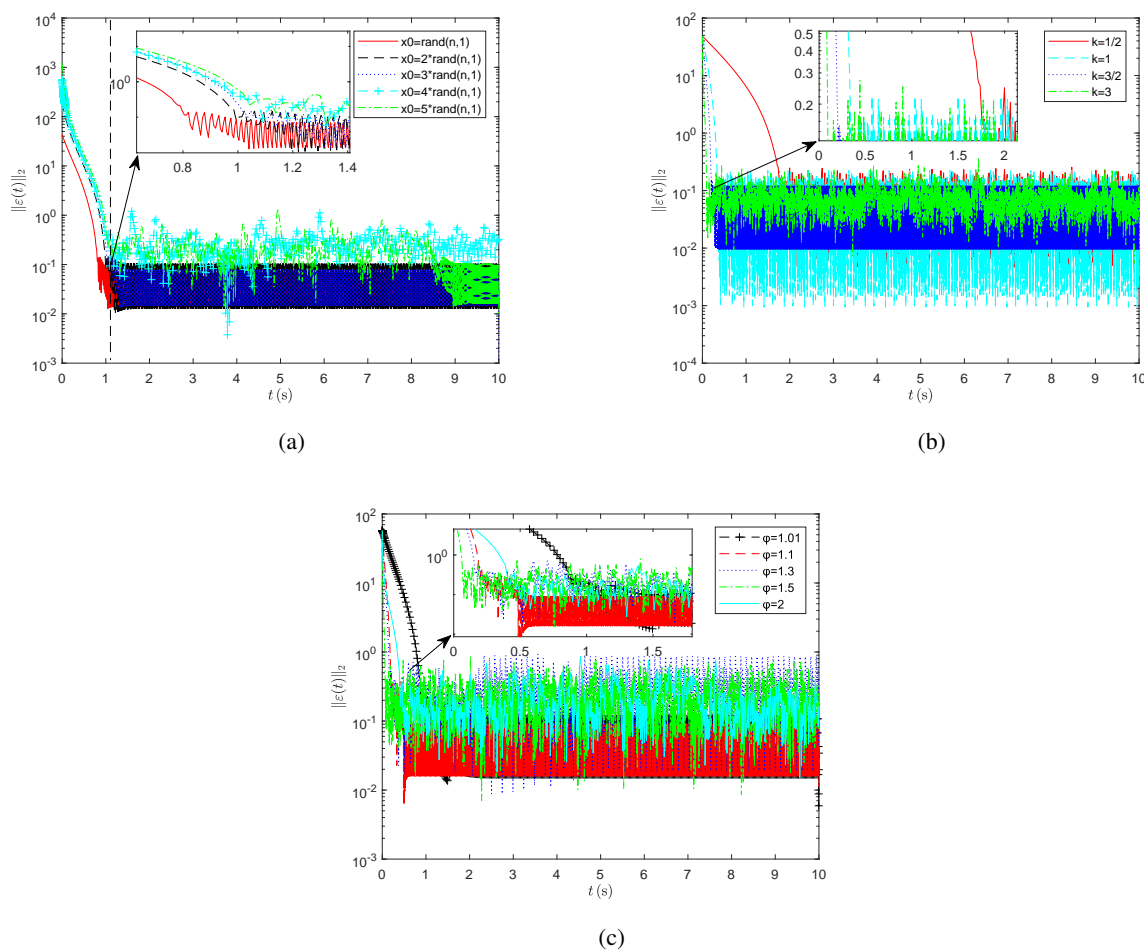 10^4
10^3
10^2
10^1
10^0
10^{-1}
10^{-2}
10^{-3}
||ε(t)||_2
0 1 2 3 4 5 6 7 8 9 10
t (s)
10^0
0.8 1 1.2 1.4
x0=rand(n,1)
x0=2*rand(n,1)
x0=3*rand(n,1)
x0=4*rand(n,1)
x0=5*rand(n,1)
(a)
10^2
10^1
10^0
10^{-1}
10^{-2}
10^{-3}
10^{-4}
||ε(t)||_2
0 1 2 3 4 5 6 7 8 9 10
t (s)
0.5
0.4
0.3
0.2
0 0.5 1 1.5 2
k=1/2
k=1
k=3/2
k=3
(b)
10^2
10^1
10^0
10^{-1}
10^{-2}
10^{-3}
||ε(t)||_2
0 1 2 3 4 5 6 7 8 9 10
t (s)
10^0
0 0.5 1 1.5
φ=1.01
φ=1.1
φ=1.3
φ=1.5
φ=2
(c)